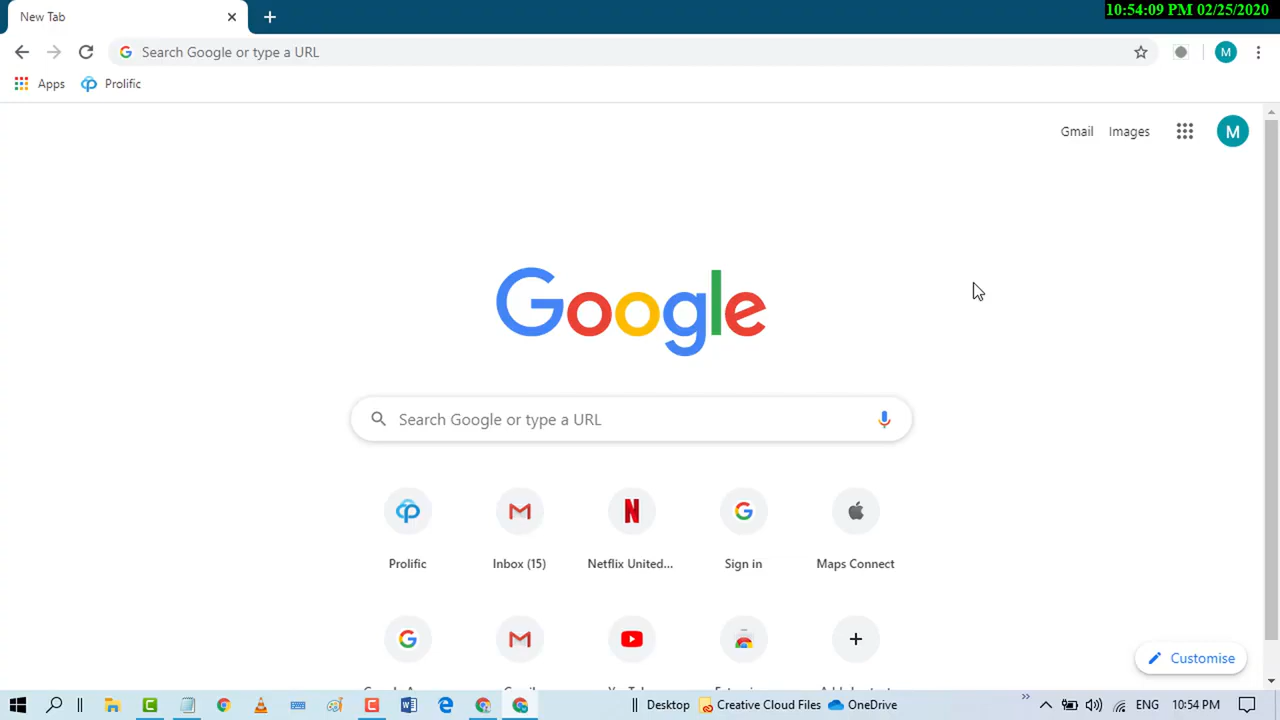 New Tab
10:54:09 PM 02/25/2020
Search Google or type a URL
M
Apps
Prolific
Gmail
Images
M
Google
Search Google or type a URL
Prolific
Inbox (15)
Netflix United...
Sign in
Maps Connect
Customise
Desktop
Creative Cloud Files
OneDrive
ENG
10:54 PM